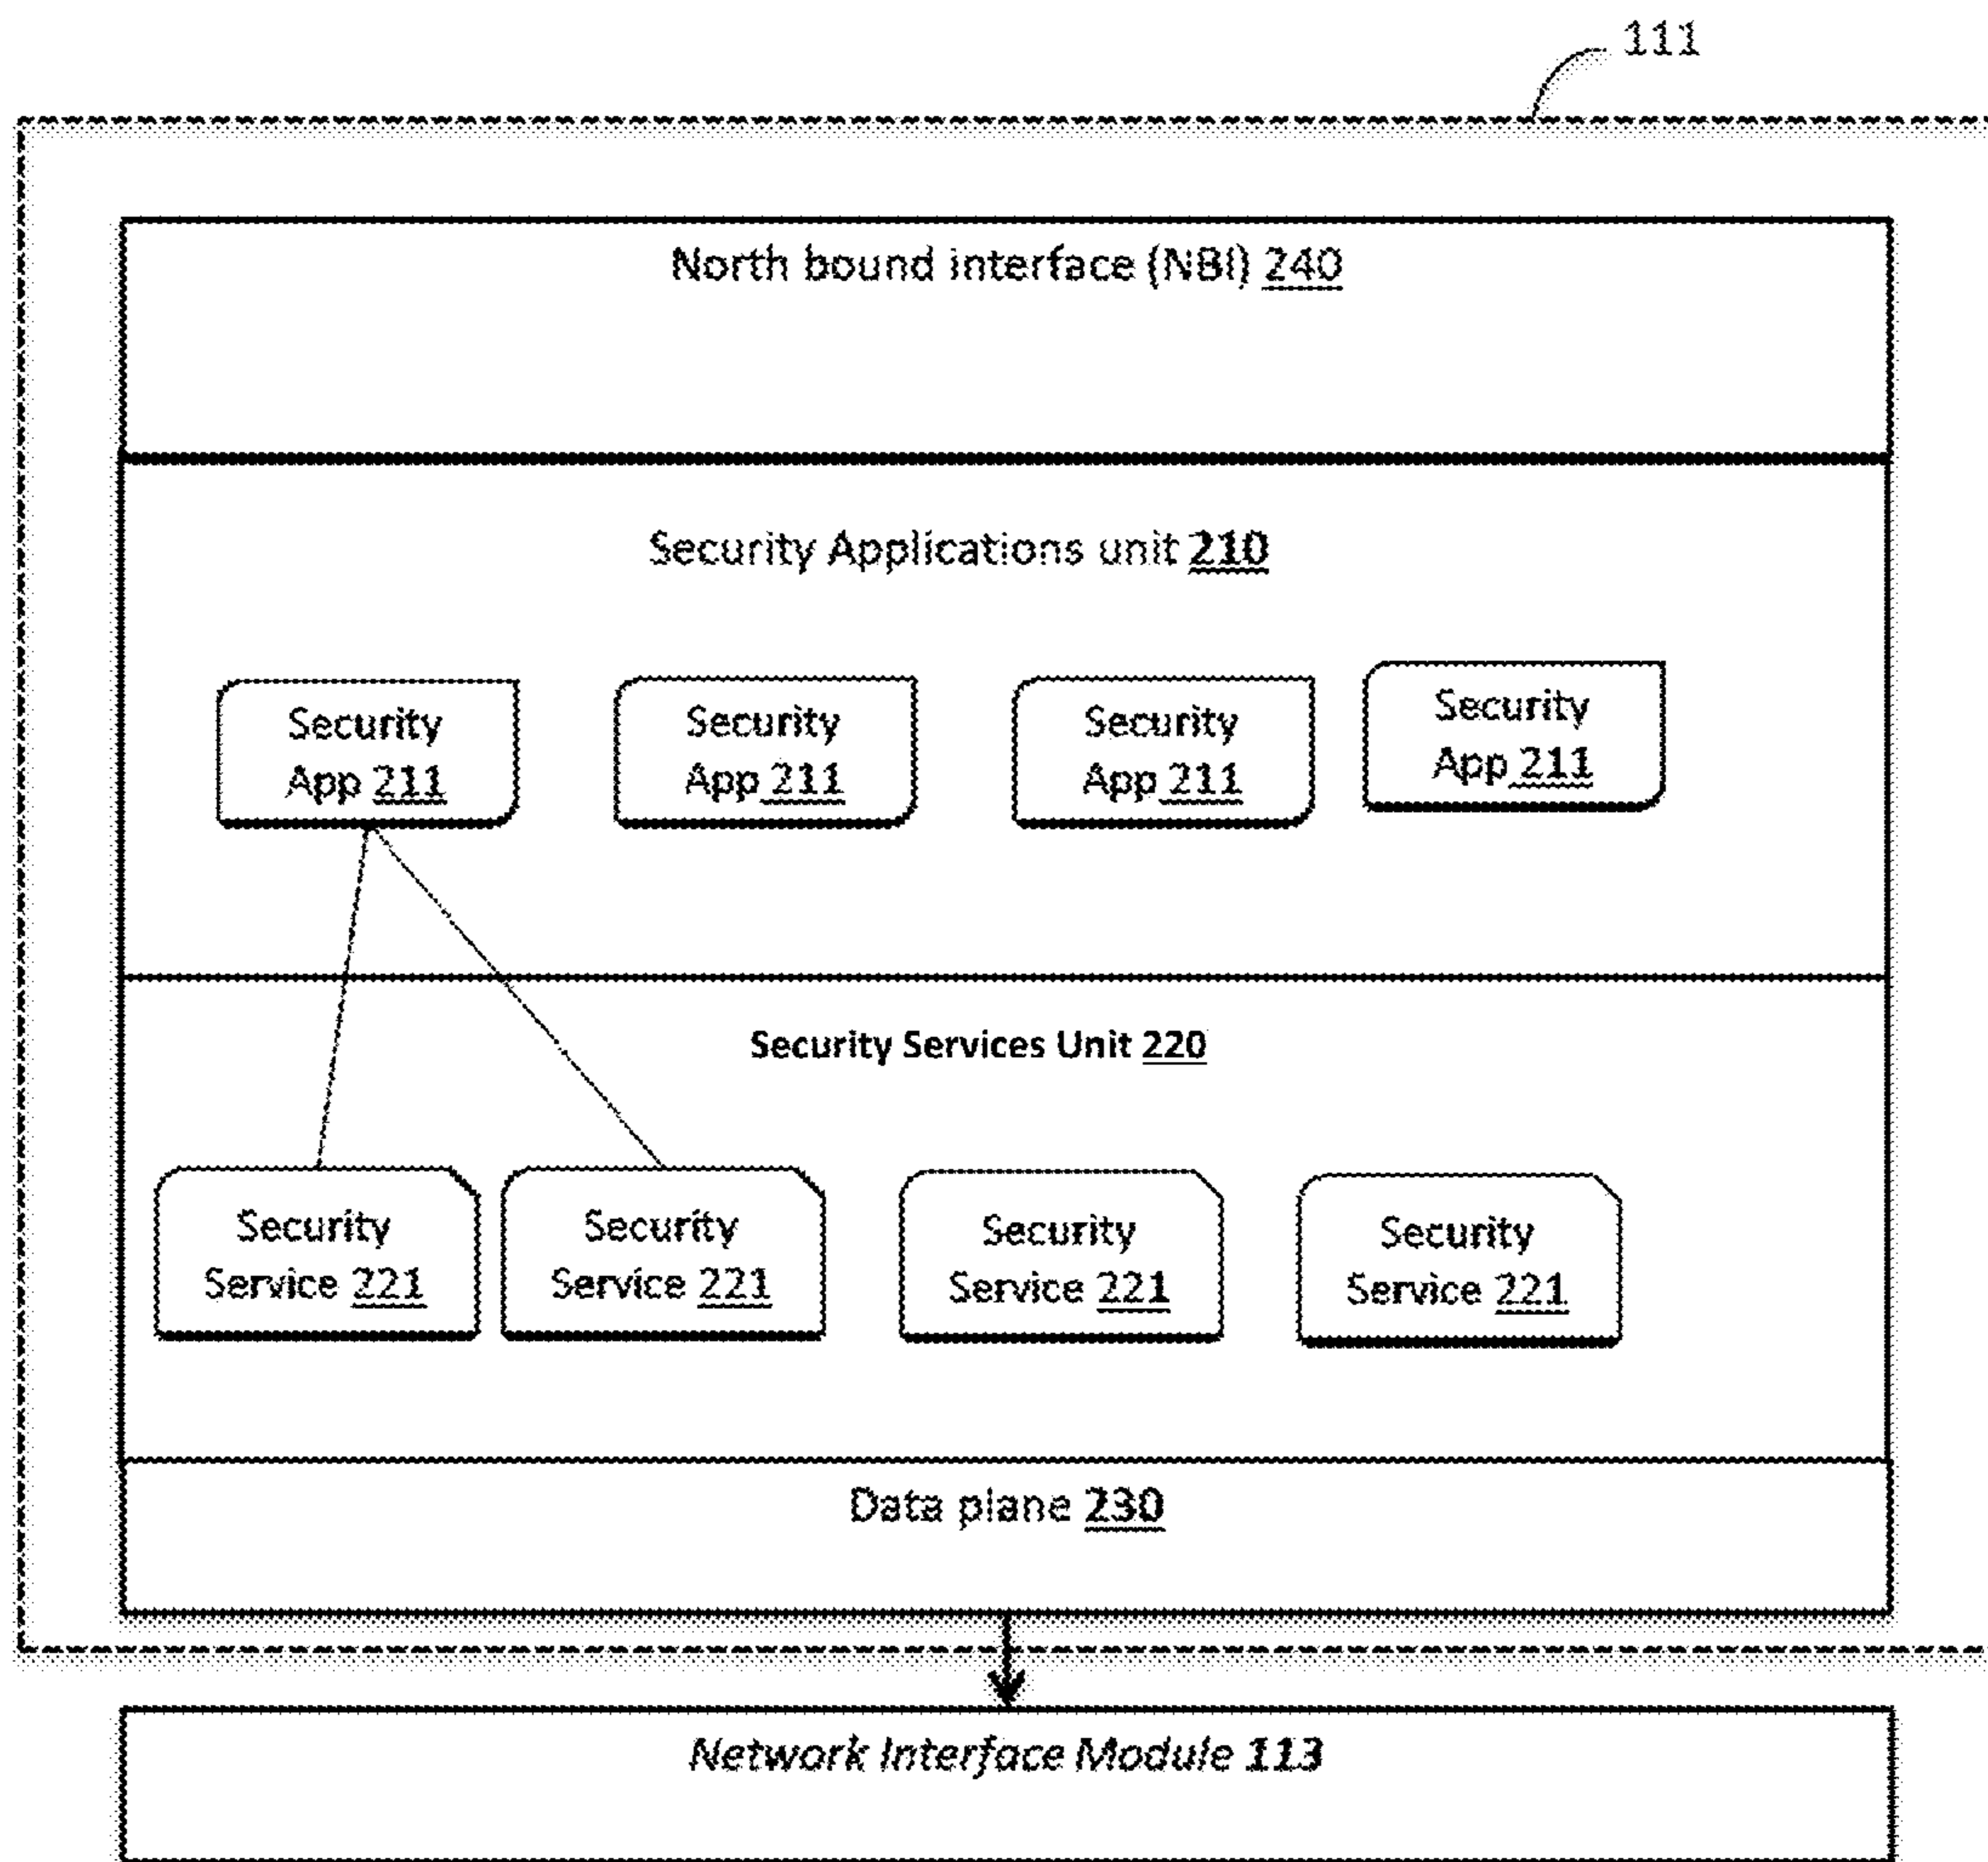 111
North bound interface (NBI) 240
Security Applications unit 210
Security
App 211
Security
App 211
Security
App 211
Security
App 211
Security Services Unit 220
Security
Service 221
Security
Service 221
Security
Service 221
Security
Service 221
Data plane 230
Network Interface Module 113